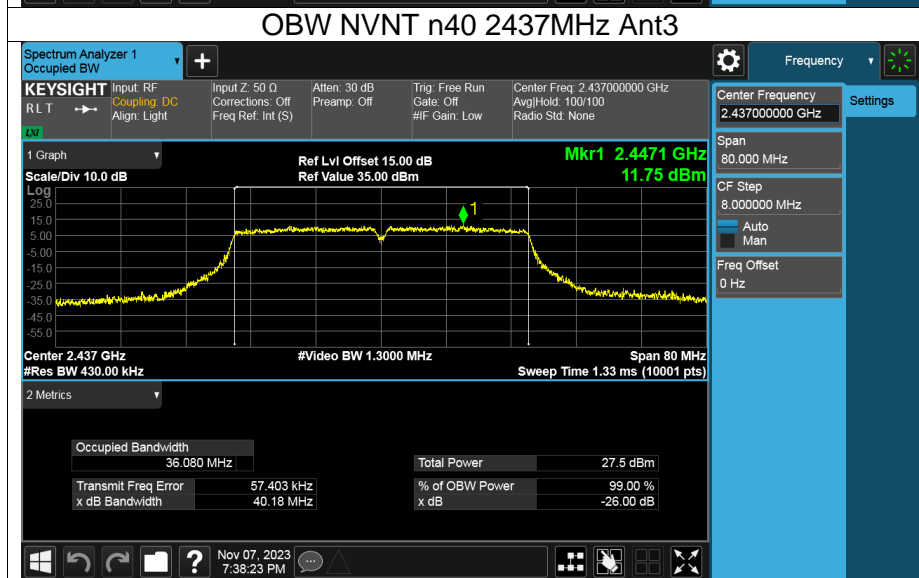 OBW NVNT n40 2437MHz Ant3
Spectrum Analyzer 1
Occupied BW
+
Frequency
KEYSIGHT
R L T
LXI
Input: RF
Coupling: DC
Align: Light
Input Z: 50 Ω
Corrections: Off
Freq Ref: Int (S)
Atten: 30 dB
Preamp: Off
Trig: Free Run
Gate: Off
#IF Gain: Low
Center Freq: 2.437000000 GHz
Avg|Hold: 100/100
Radio Std: None
Center Frequency
2.437000000 GHz
Settings
Span
80.000 MHz
CF Step
8.000000 MHz
Auto
Man
Freq Offset
0 Hz
1 Graph
Ref Lvl Offset 15.00 dB
Mkr1 2.4471 GHz
Scale/Div 10.0 dB
Ref Value 35.00 dBm
11.75 dBm
Log
25.0
15.0
5.00
-5.00
-15.0
-25.0
-35.0
-45.0
-55.0
1
Center 2.437 GHz
#Video BW 1.3000 MHz
Span 80 MHz
#Res BW 430.00 kHz
Sweep Time 1.33 ms (10001 pts)
2 Metrics
Occupied Bandwidth
36.080 MHz
Total Power 27.5 dBm
Transmit Freq Error 57.403 kHz
% of OBW Power 99.00 %
x dB Bandwidth 40.18 MHz
x dB -26.00 dB
?
Nov 07, 2023
7:38:23 PM